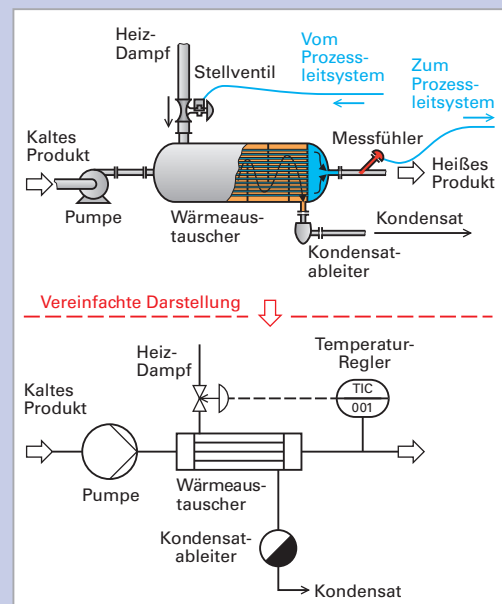 Heiz-
Dampf
Stellventil
Vom
Prozess-
leitsystem
Zum
Prozess-
leitsystem
Kaltes
Produkt
Messfühler
Heißes
Produkt
Pumpe
Wärmeaus-
tauscher
Kondensat
Kondensat-
ableiter
Vereinfachte Darstellung
Heiz-
Dampf
Temperatur-
Regler
TIC
001
Kaltes
Produkt
Pumpe
Wärmeaus-
tauscher
Kondensat-
ableiter
Kondensat